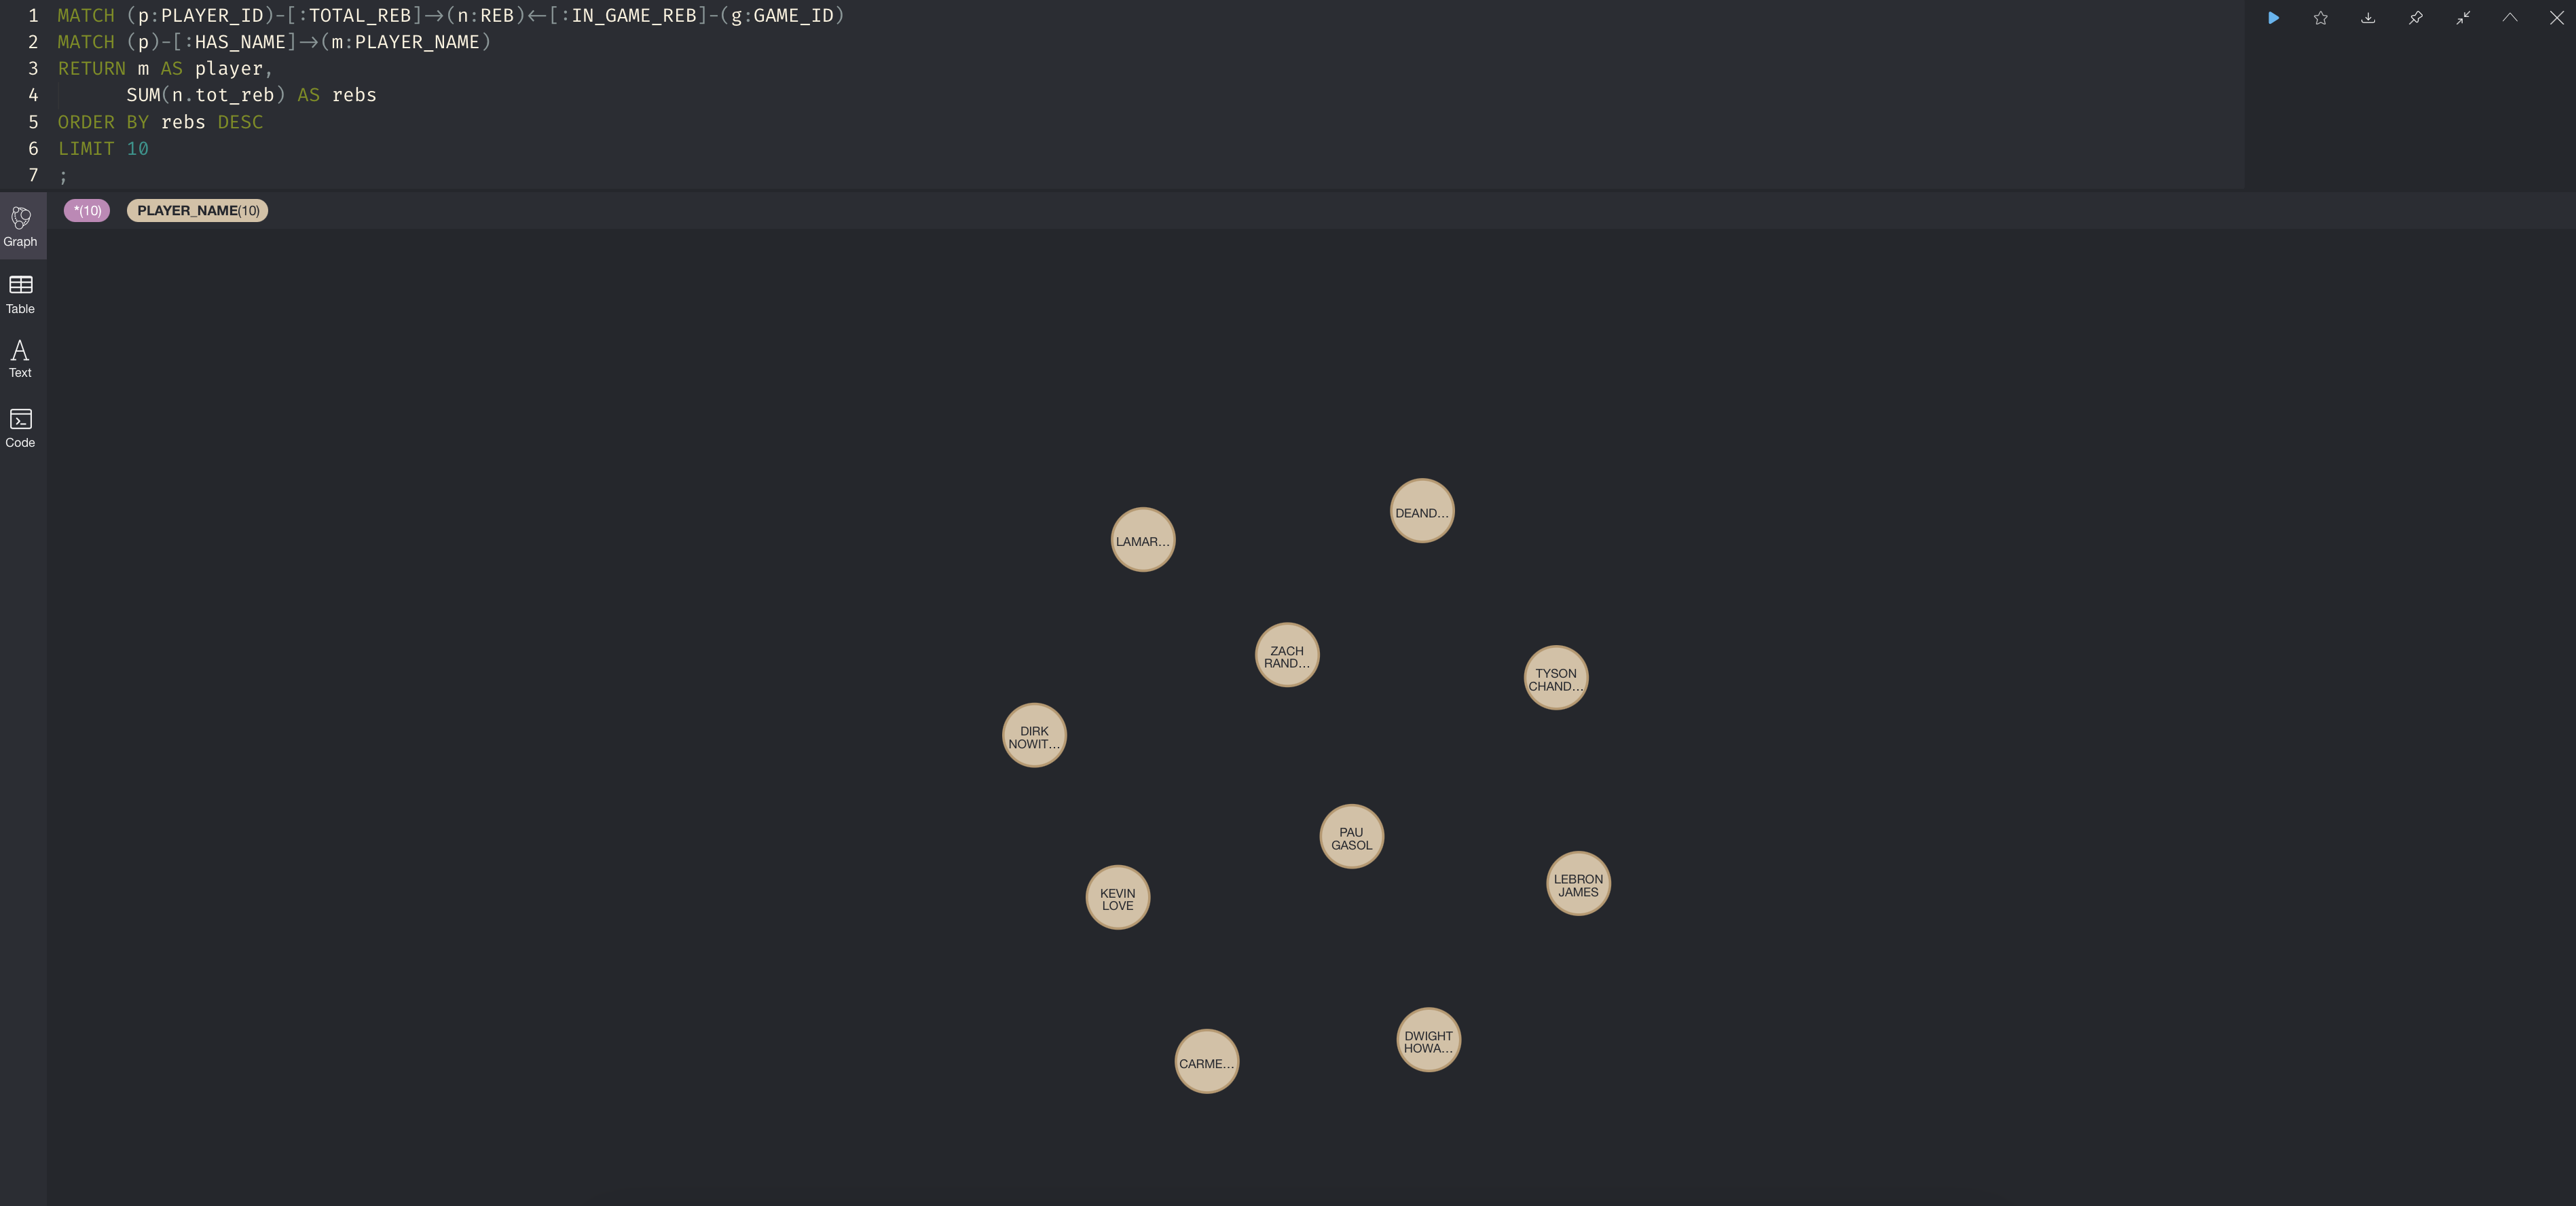 1 MATCH (p:PLAYER_ID)-[:TOTAL_REB]->(n:REB)<-[:IN_GAME_REB]-(g:GAME_ID)
2 MATCH (p)-[:HAS_NAME]->(m:PLAYER_NAME)
3 RETURN m AS player,
4 SUM(n.tot_reb) AS rebs
5 ORDER BY rebs DESC
6 LIMIT 10
7 ;
*(10) PLAYER_NAME(10)
Graph
Table
Text
Code
DEAND...
LAMAR...
ZACH
RAND...
TYSON
CHAND...
DIRK
NOWIT...
PAU
GASOL
KEVIN
LOVE
LEBRON
JAMES
CARME...
DWIGHT
HOWA...